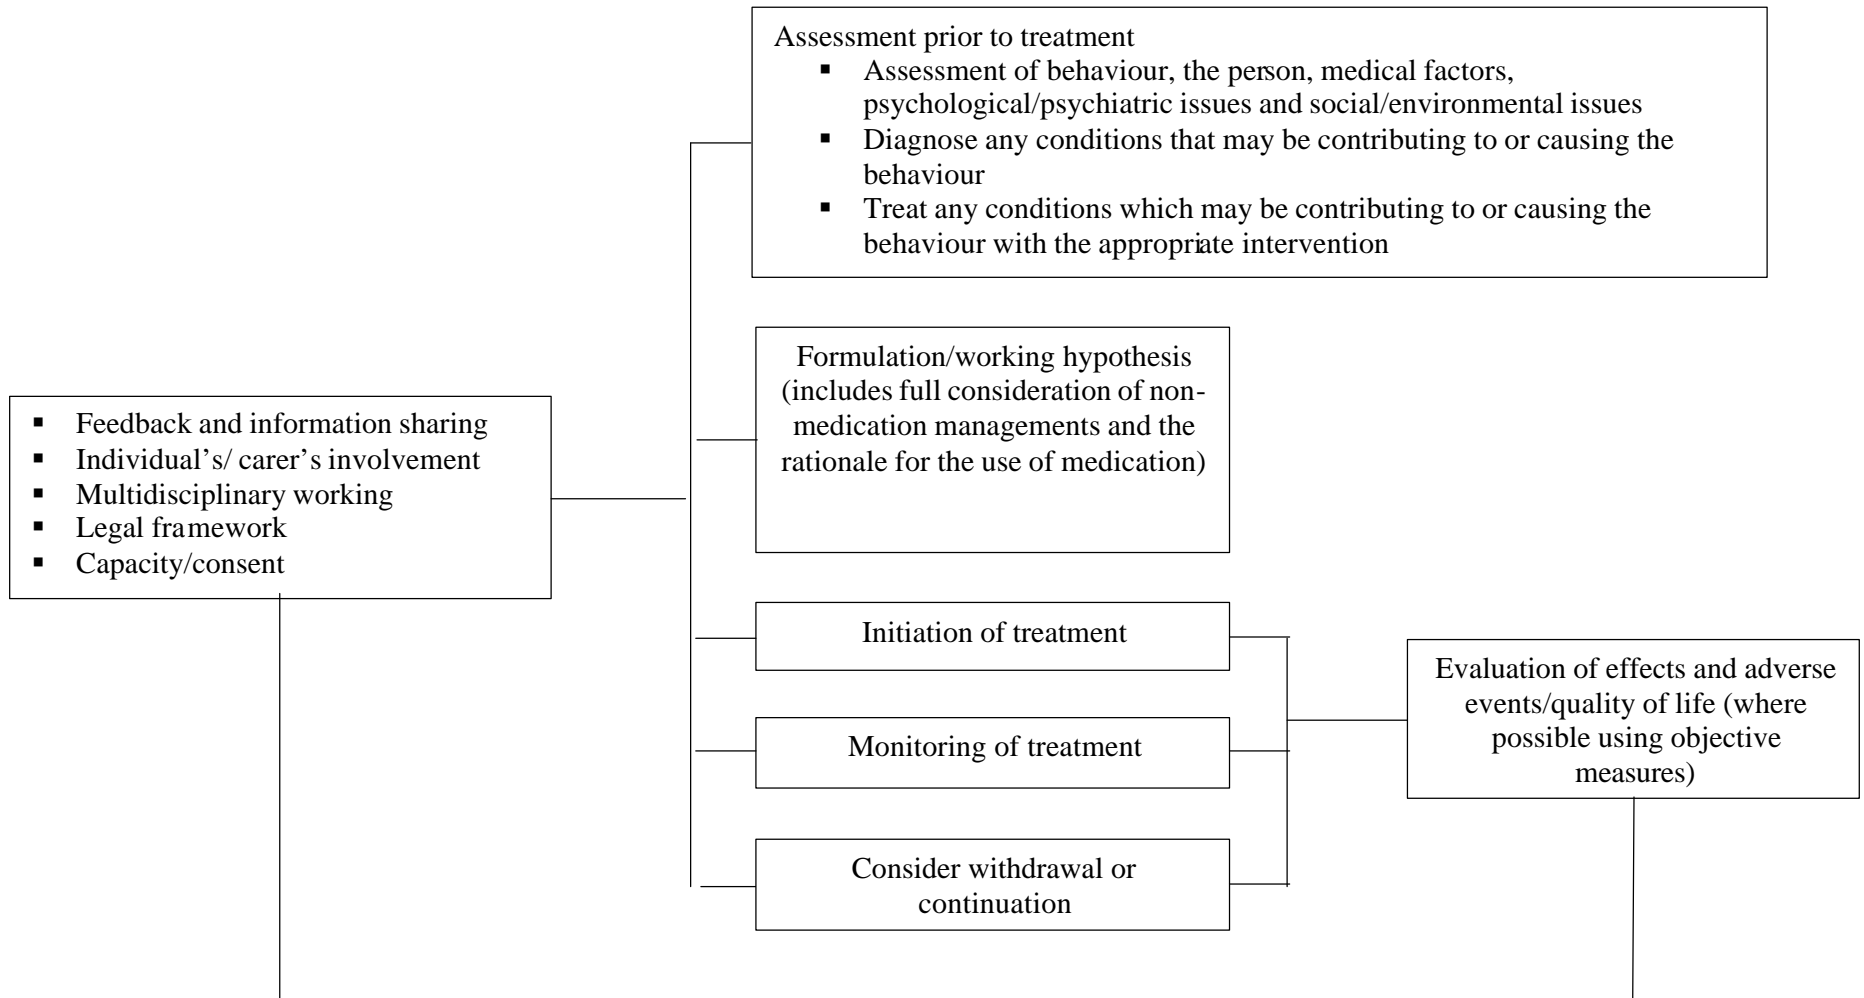 Assessment prior to treatment
▪ Assessment of behaviour, the person, medical factors,
psychological/psychiatric issues and social/environmental issues
▪ Diagnose any conditions that may be contributing to or causing the
behaviour
▪ Treat any conditions which may be contributing to or causing the
behaviour with the appropriate intervention
Formulation/working hypothesis
(includes full consideration of non-
medication managements and the
rationale for the use of medication)
▪ Feedback and information sharing
▪ Individual’s/ carer’s involvement
▪ Multidisciplinary working
▪ Legal framework
▪ Capacity/consent
Initiation of treatment
Monitoring of treatment
Consider withdrawal or
continuation
Evaluation of effects and adverse
events/quality of life (where
possible using objective
measures)